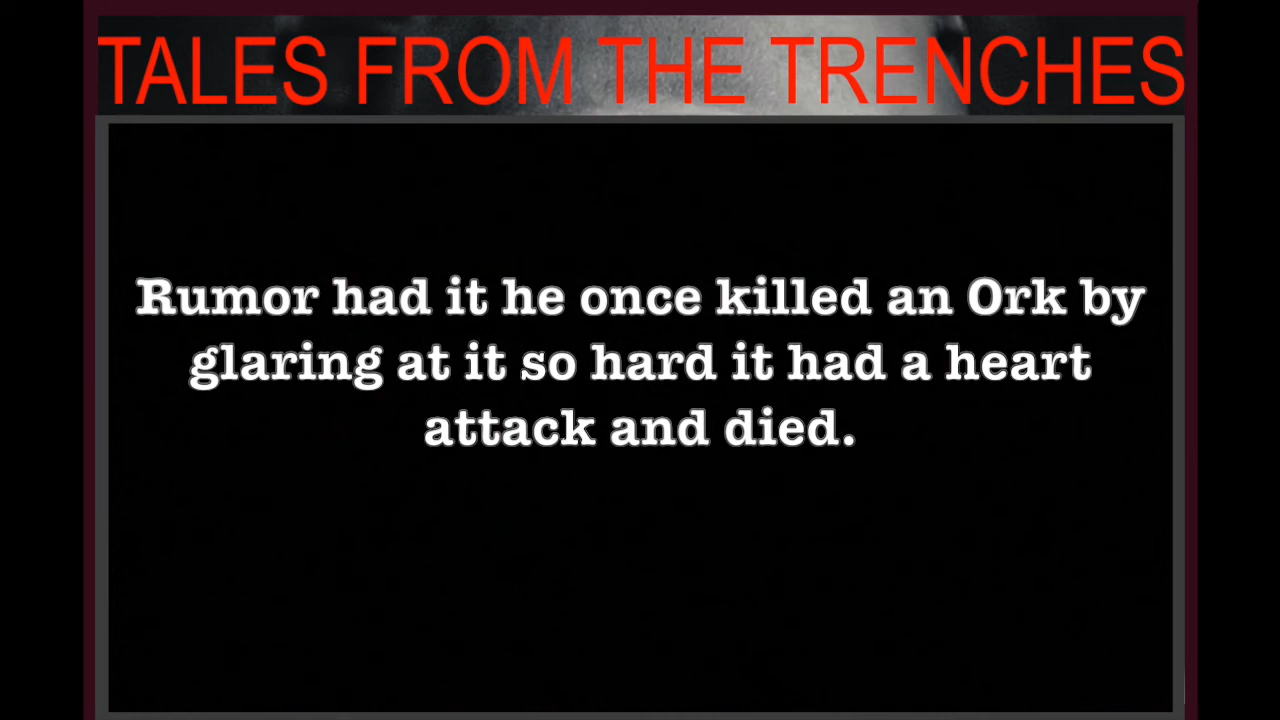 TALES FROM THE TRENCHES
Rumor had it he once killed an Ork by
glaring at it so hard it had a heart
attack and died.